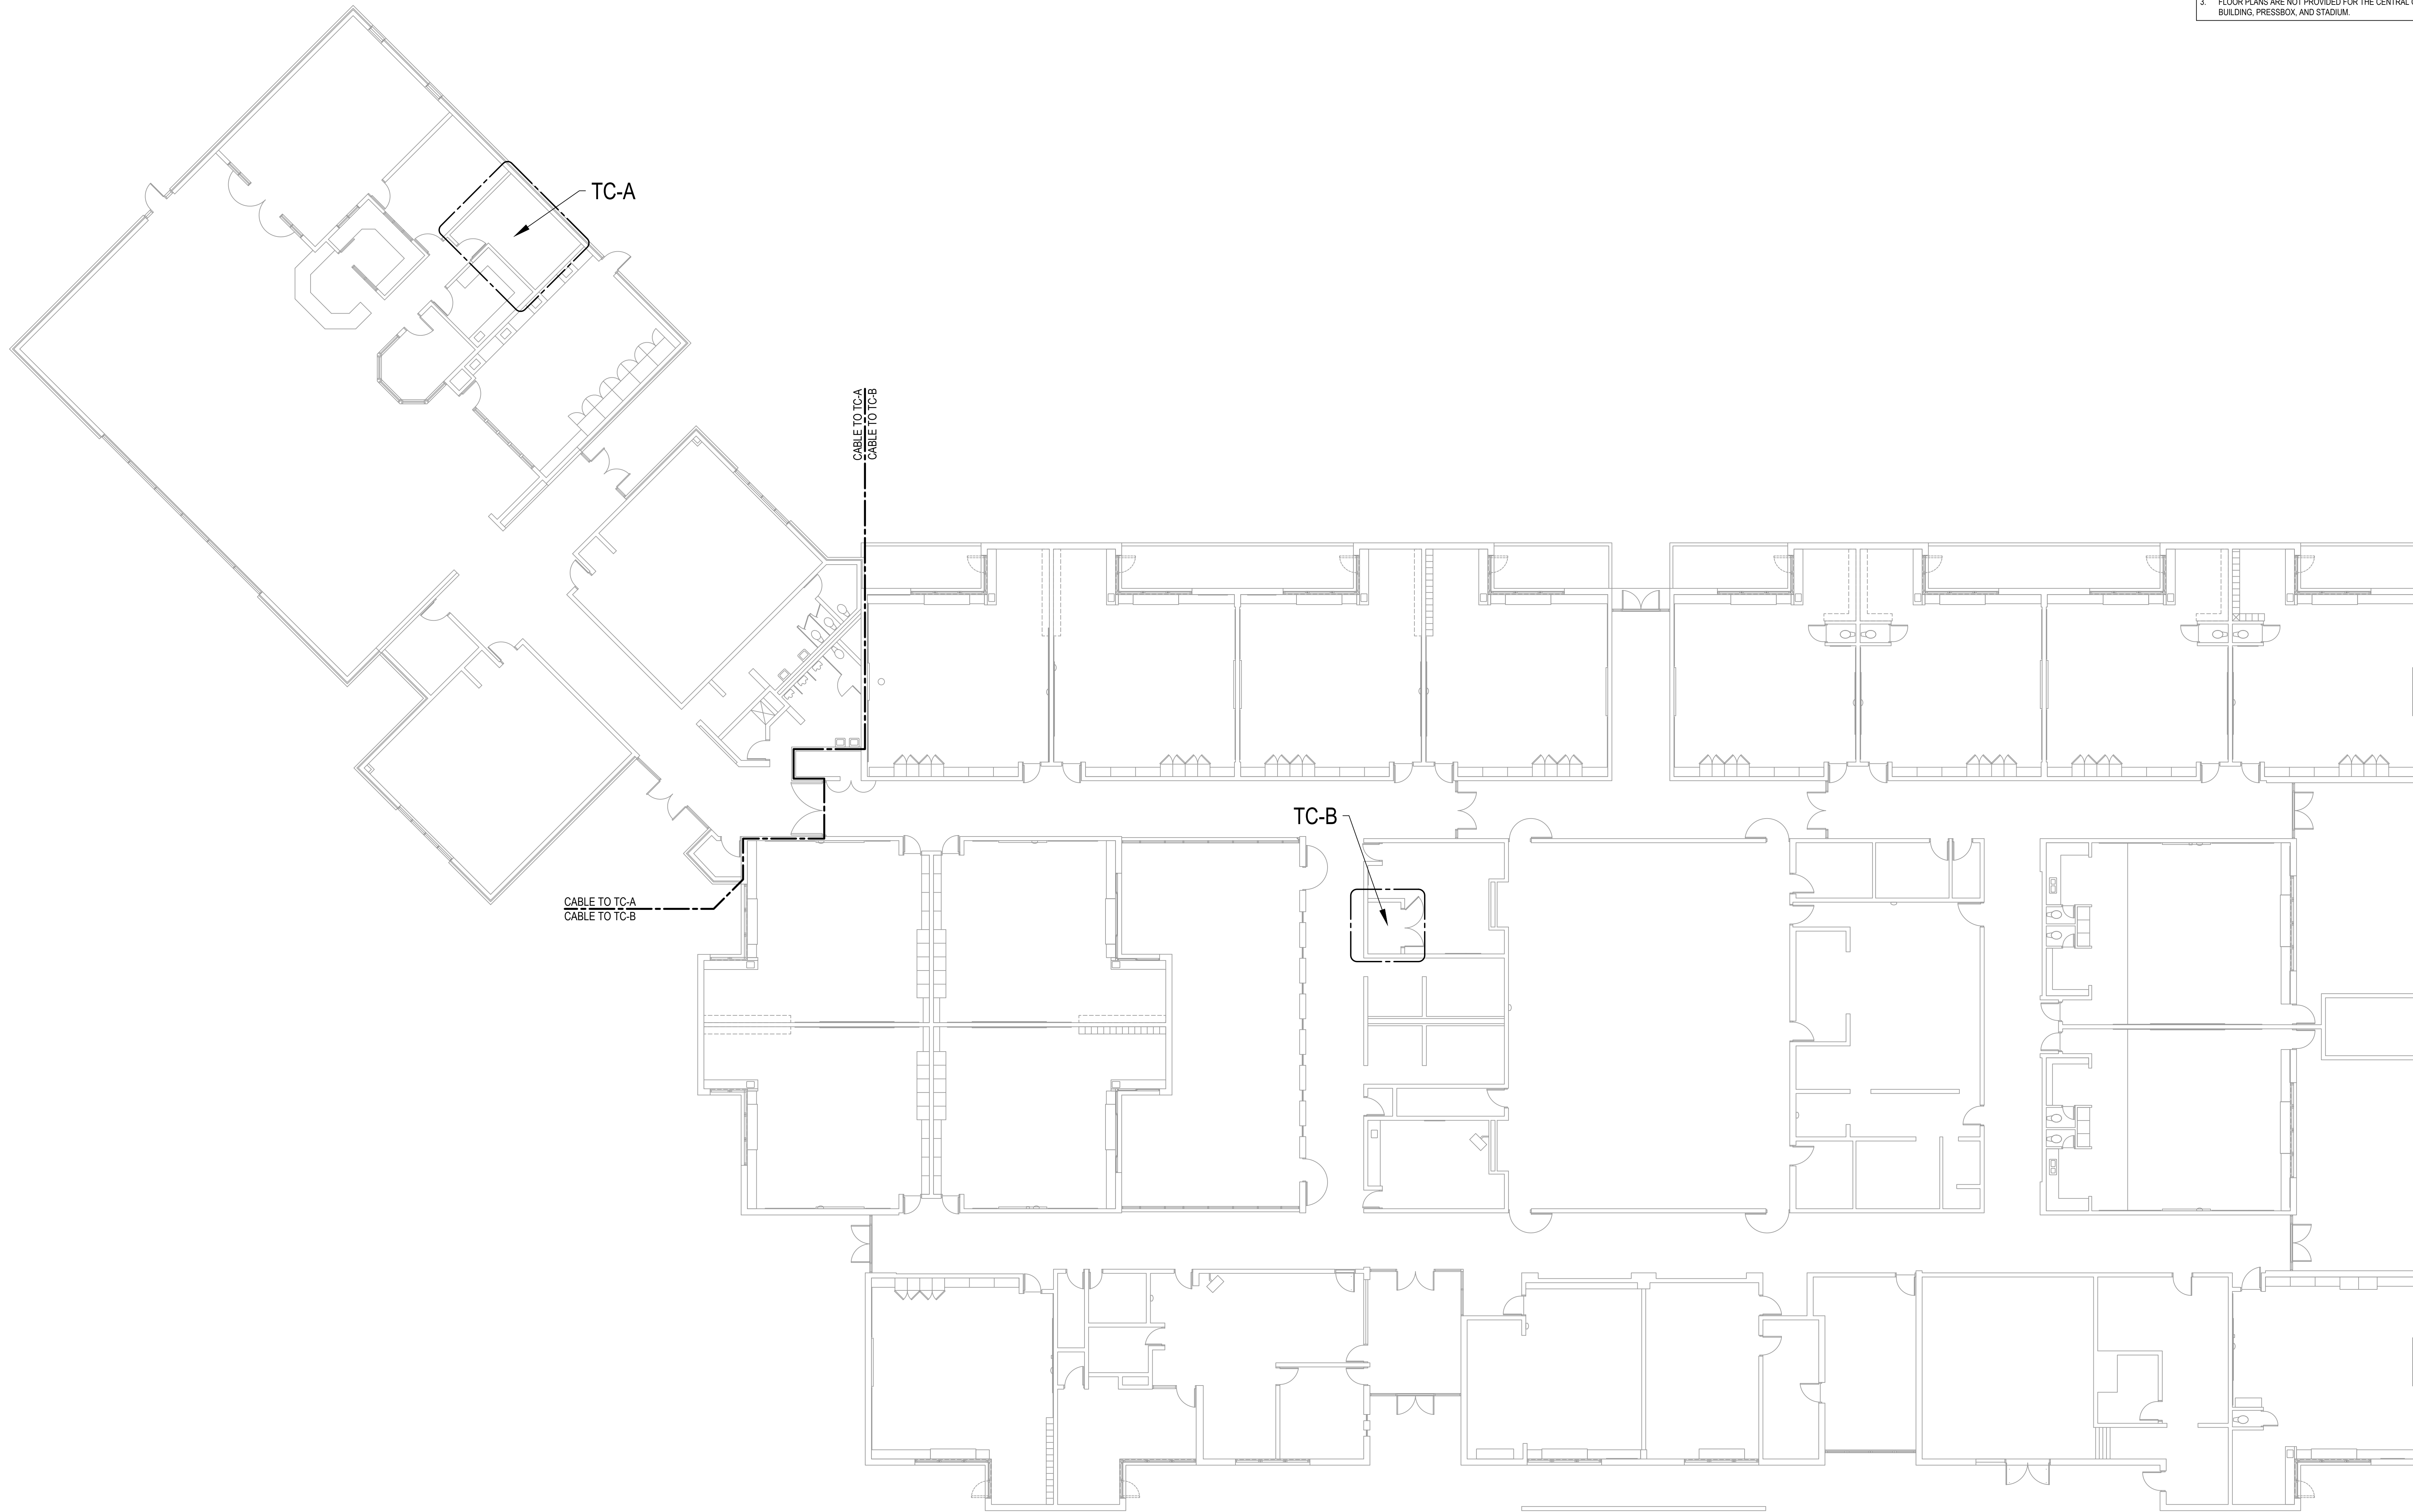 3. FLOOR PLANS ARE NOT PROVIDED FOR THE CENTRAL
BUILDING, PRESSBOX, AND STADIUM.
TC-A
CABLE TO TC-A
CABLE TO TC-B
TC-B
CABLE TO TC-A
CABLE TO TC-B